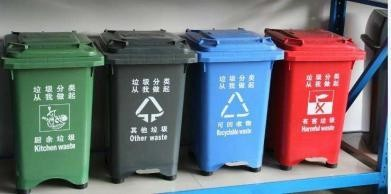 垃圾分类
从我做起
厨余垃圾
Kitchen waste
垃圾分类
从我做起
其他垃圾
Other waste
垃圾分类
从我做起
可回收物
Recyclable waste
垃圾分类
从我做起
有害垃圾
Harmful waste